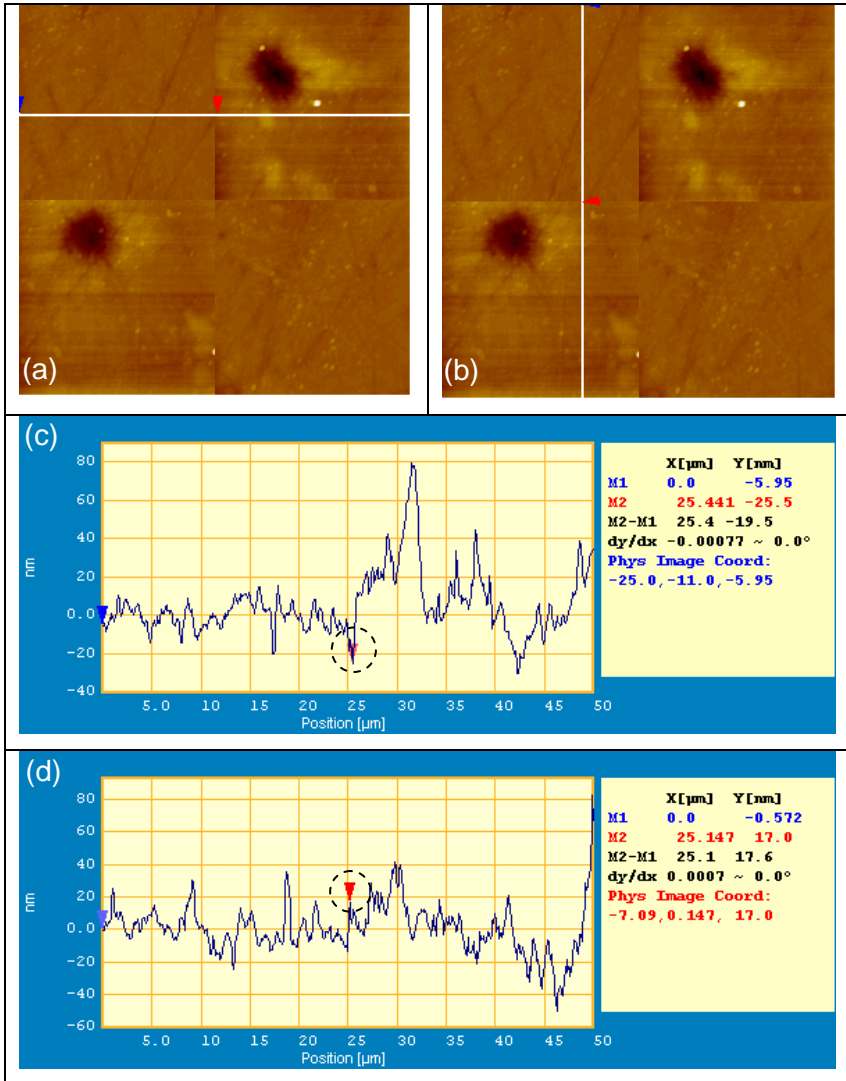 (a)
(b)
(c)
80
60
40
20
0.0
-20
-40
nm
5.0 10 15 20 25 30 35 40 45 50
Position [µm]
X[µm] Y[nm]
M1 0.0 -5.95
M2 25.441 -25.5
M2-M1 25.4 -19.5
dy/dx -0.00077 ~ 0.0°
Phys Image Coord:
-25.0,-11.0,-5.95
(d)
80
60
40
20
0.0
-20
-40
-60
nm
5.0 10 15 20 25 30 35 40 45 50
Position [µm]
X[µm] Y[nm]
M1 0.0 -0.572
M2 25.147 17.0
M2-M1 25.1 17.6
dy/dx 0.0007 ~ 0.0°
Phys Image Coord:
-7.09,0.147, 17.0